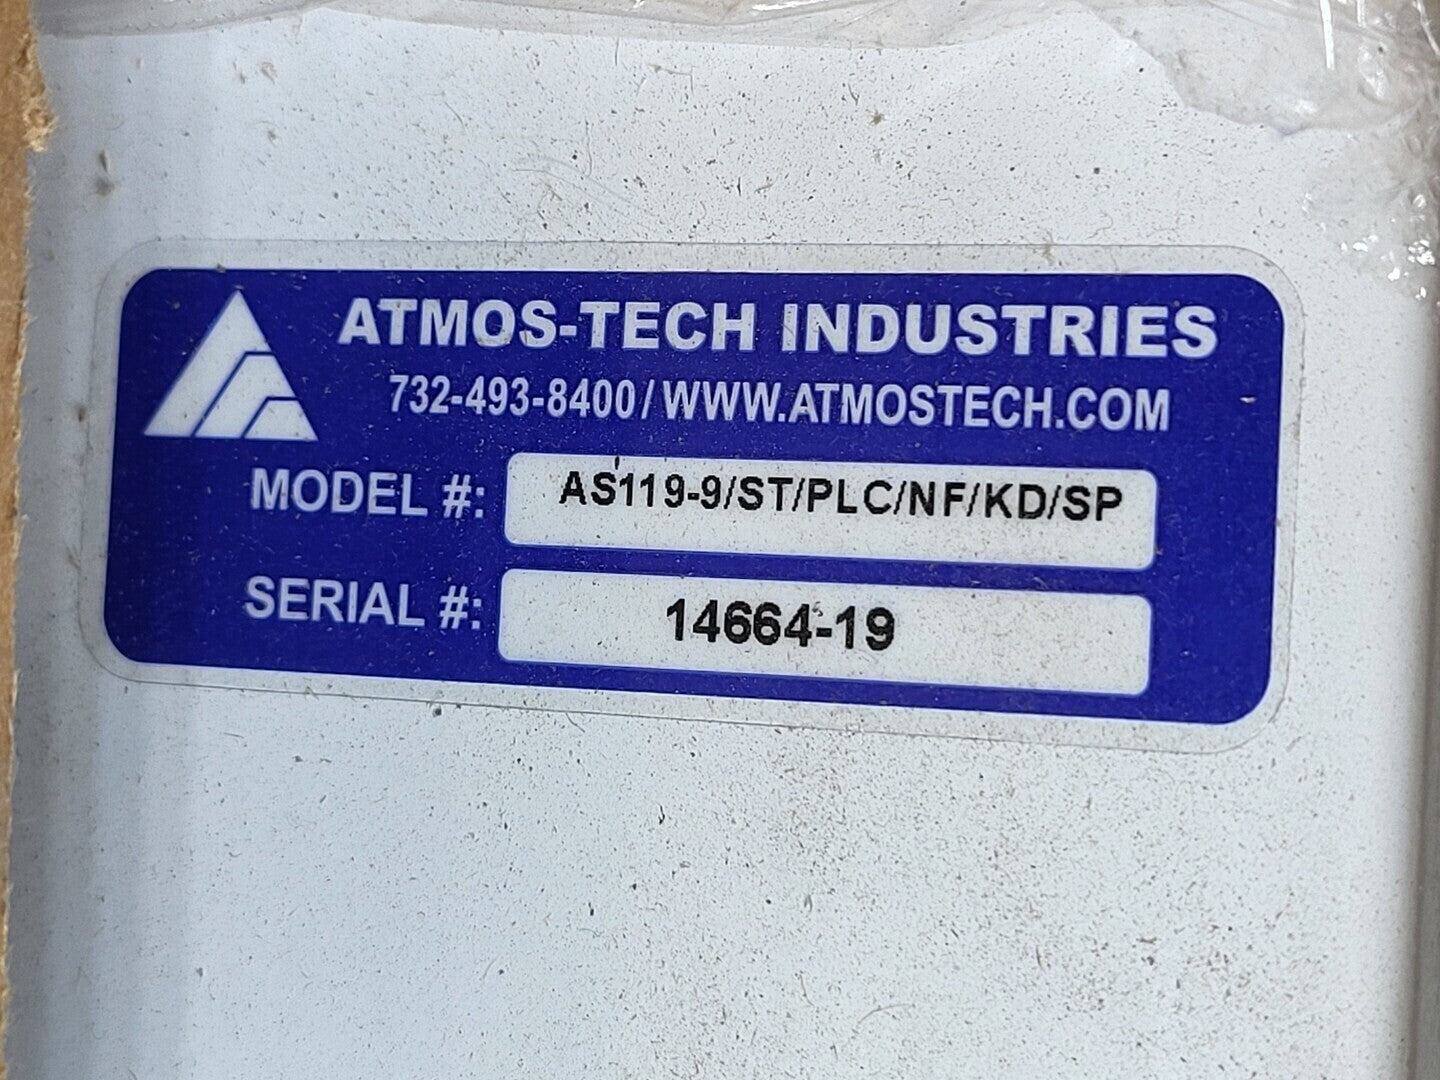 ATMOS-TECH INDUSTRIES
732-493-8400/WWW.ATMOSTECH.COM
MODEL #: AS119-9/ST/PLC/NF/KD/SP
SERIAL #: 14664-19